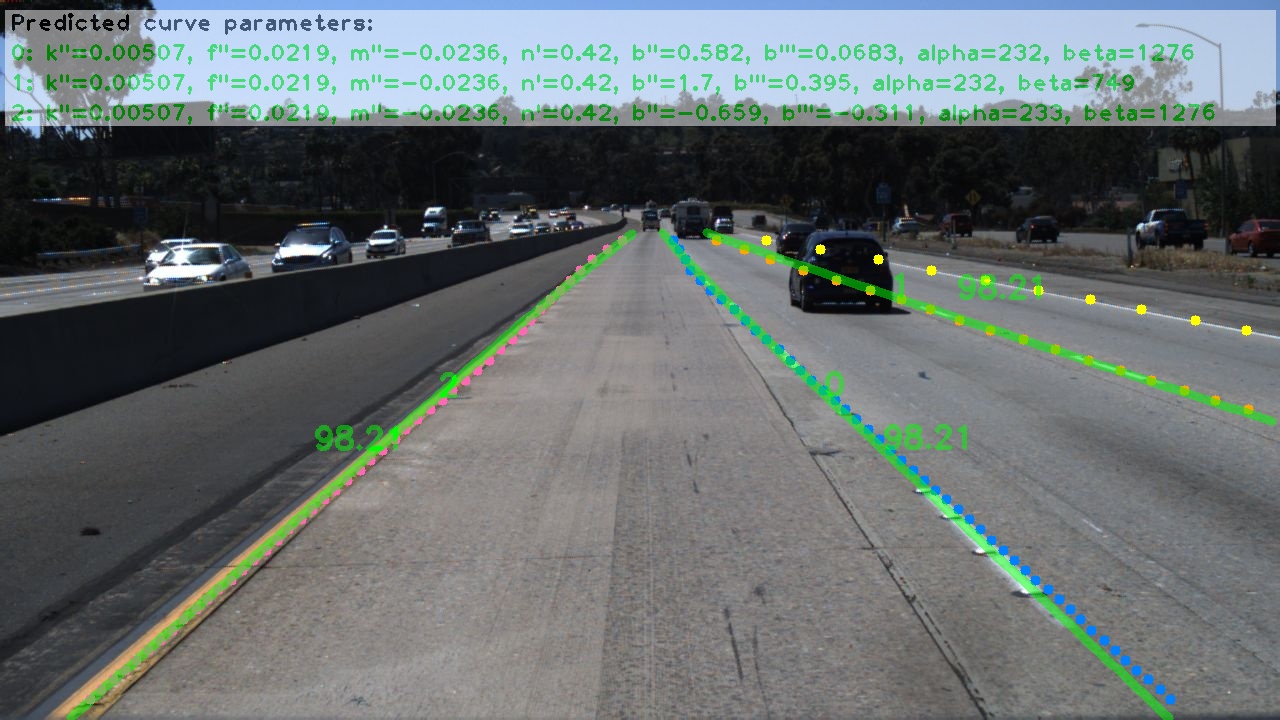 Predicted curve parameters:
0: k''=0.00507, f''=0.0219, m''=-0.0236, n'=0.42, b''=0.582, b'''=0.0683, alpha=232, beta=1276
1: k''=0.00507, f''=0.0219, m''=-0.0236, n'=0.42, b''=1.7, b'''=0.395, alpha=232, beta=749
2: k''=0.00507, f''=0.0219, m''=-0.0236, n'=0.42, b''=-0.659, b'''=-0.311, alpha=233, beta=1276
1 98.21
2 0
98.21 98.21